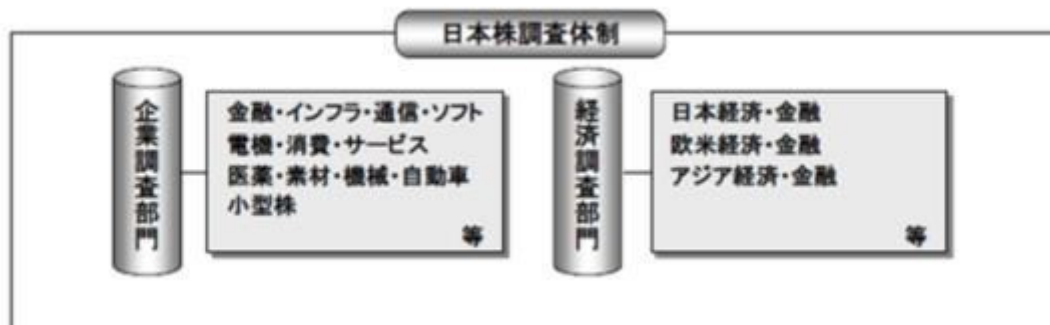 日本株調査体制
企業調査部門
金融・インフラ・通信・ソフト
電機・消費・サービス
医薬・素材・機械・自動車
小型株
等
経済調査部門
日本経済・金融
欧米経済・金融
アジア経済・金融
等